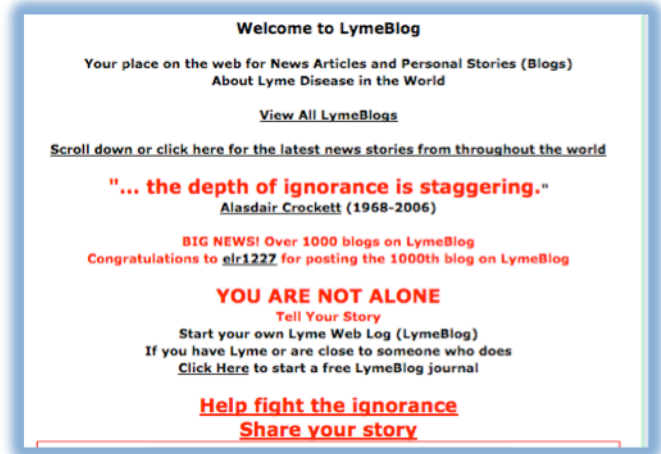 Welcome to LymeBlog
Your place on the web for News Articles and Personal Stories (Blogs)
About Lyme Disease in the World
View All LymeBlogs
Scroll down or click here for the latest news stories from throughout the world
"... the depth of ignorance is staggering."
Alasdair Crockett (1968-2006)
BIG NEWS! Over 1000 blogs on LymeBlog
Congratulations to elr1227 for posting the 1000th blog on LymeBlog
YOU ARE NOT ALONE
Tell Your Story
Start your own Lyme Web Log (LymeBlog)
If you have Lyme or are close to someone who does
Click Here to start a free LymeBlog journal
Help fight the ignorance
Share your story